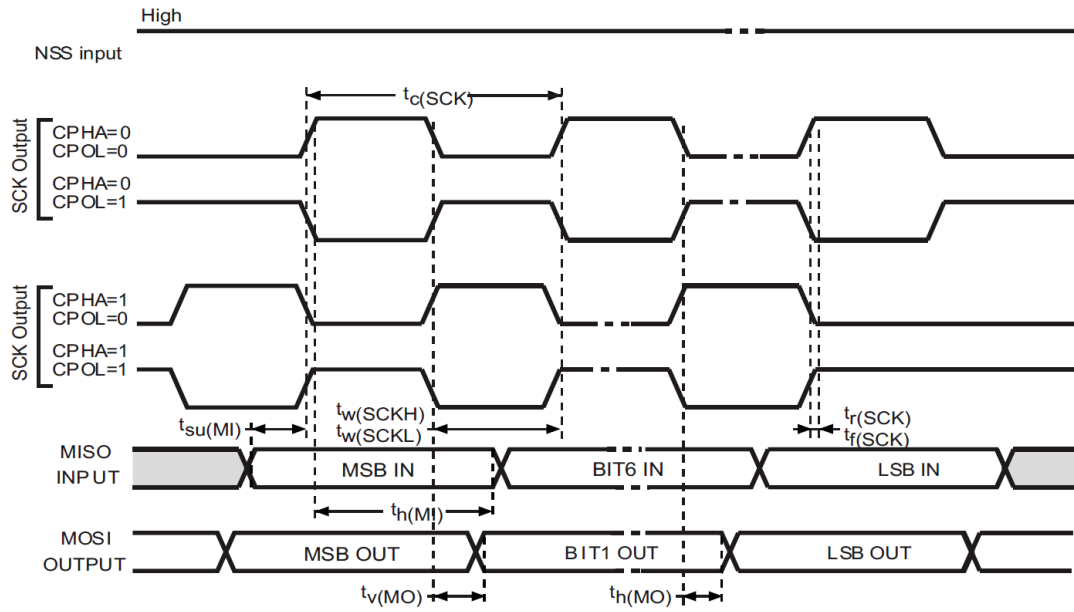 High
NSS input
tc(SCK)
SCK Output
CPHA=0
CPOL=0
CPHA=0
CPOL=1
SCK Output
CPHA=1
CPOL=0
CPHA=1
CPOL=1
tsu(MI)
tw(SCKH)
tw(SCKL)
tr(SCK)
tf(SCK)
MISO
INPUT
MSB IN
BIT6 IN
LSB IN
th(MI)
MOSI
OUTPUT
MSB OUT
BIT1 OUT
LSB OUT
tv(MO)
th(MO)